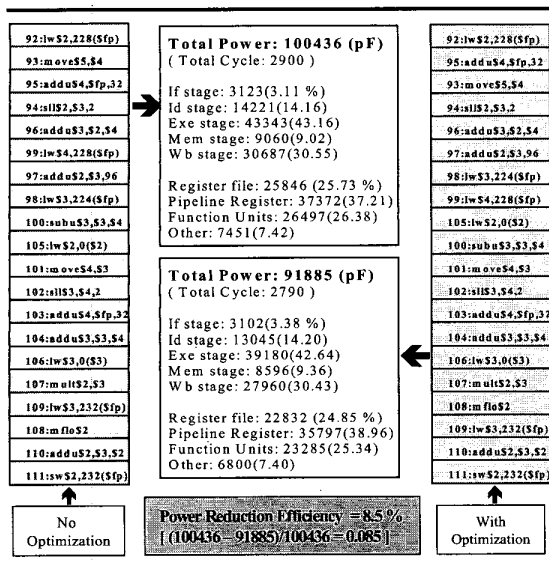 92:lw$2,228($fp)
93:move$5,$4
95:addu$4,$fp,32
94:sll$2,$3,2
96:addu$3,$2,$4
99:lw$4,228($fp)
97:addu$2,$3,96
98:lw$3,224($fp)
100:subu$3,$3,$4
105:lw$2,0($2)
101:move$4,$3
102:sll$3,$4,2
103:addu$4,$fp,32
104:addu$3,$3,$4
106:lw$3,0($3)
107:mult$2,$3
109:lw$3,232($fp)
108:mflo$2
110:addu$2,$3,$2
111:sw$2,232($fp)
No
Optimization
Total Power: 100436 (pF)
( Total Cycle: 2900 )
If stage: 3123(3.11 %)
Id stage: 14221(14.16)
Exe stage: 43343(43.16)
Mem stage: 9060(9.02)
Wb stage: 30687(30.55)
Register file: 25846 (25.73 %)
Pipeline Register: 37372(37.21)
Function Units: 26497(26.38)
Other: 7451(7.42)
Total Power: 91885 (pF)
( Total Cycle: 2790 )
If stage: 3102(3.38 %)
Id stage: 13045(14.20)
Exe stage: 39180(42.64)
Mem stage: 8596(9.36)
Wb stage: 27960(30.43)
Register file: 22832 (24.85 %)
Pipeline Register: 35797(38.96)
Function Units: 23285(25.34)
Other: 6800(7.40)
Power Reduction Efficiency = 8.5 %
[ (100436 – 91885)/100436 = 0.085 ]
92:lw$2,228($fp)
95:addu$4,$fp,32
93:move$5,$4
94:sll$2,$3,2
96:addu$3,$2,$4
97:addu$2,$3,96
98:lw$3,224($fp)
99:lw$4,228($fp)
105:lw$2,0($2)
100:subu$3,$3,$4
101:move$4,$3
102:sll$3,$4,2
103:addu$4,$fp,32
104:addu$3,$3,$4
106:lw$3,0($3)
107:mult$2,$3
108:mflo$2
109:lw$3,232($fp)
110:addu$2,$3,$2
111:sw$2,232($fp)
With
Optimization